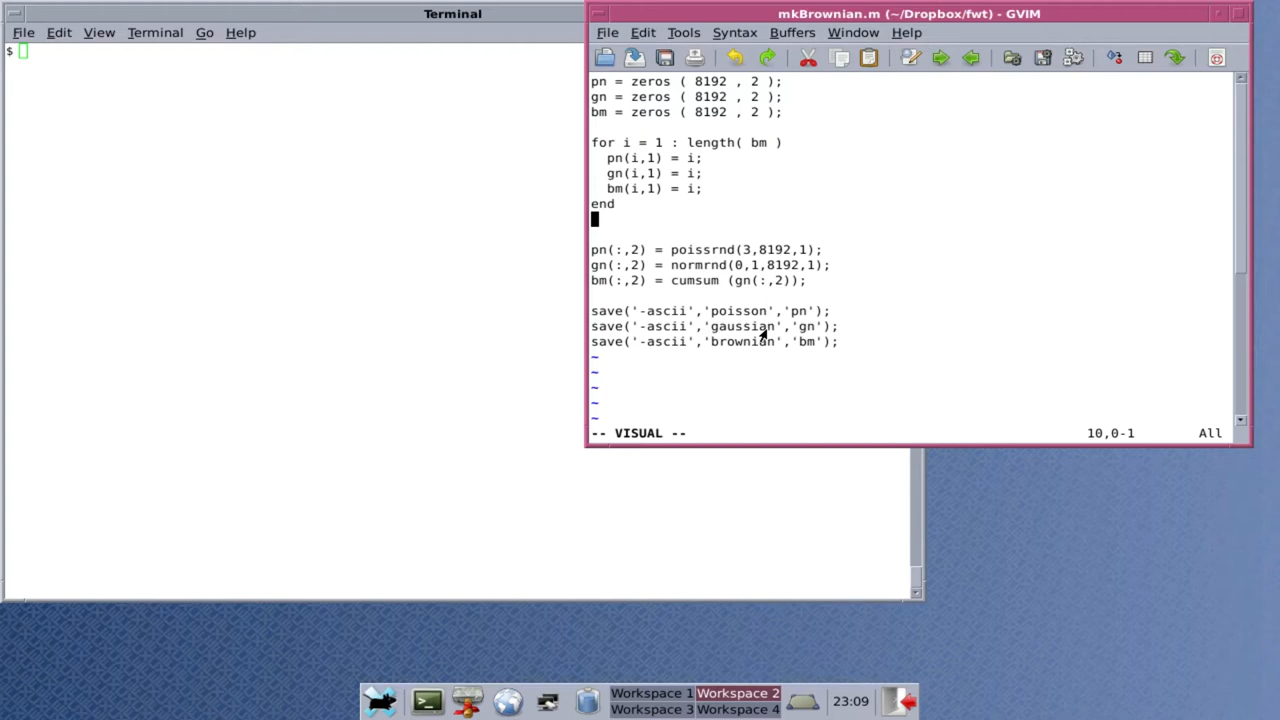 Terminal
File Edit View Terminal Go Help
$
mkBrownian.m (~/Dropbox/fwt) - GVIM
File Edit Tools Syntax Buffers Window Help
pn = zeros ( 8192 , 2 );
gn = zeros ( 8192 , 2 );
bm = zeros ( 8192 , 2 );
for i = 1 : length( bm )
pn(i,1) = i;
gn(i,1) = i;
bm(i,1) = i;
end
pn(:,2) = poissrnd(3,8192,1);
gn(:,2) = normrnd(0,1,8192,1);
bm(:,2) = cumsum (gn(:,2));
save('-ascii','poisson','pn');
save('-ascii','gaussian','gn');
save('-ascii','brownian','bm');
~
~
~
~
~
-- VISUAL -- 10,0-1 All
Workspace 1 Workspace 2
Workspace 3 Workspace 4
23:09